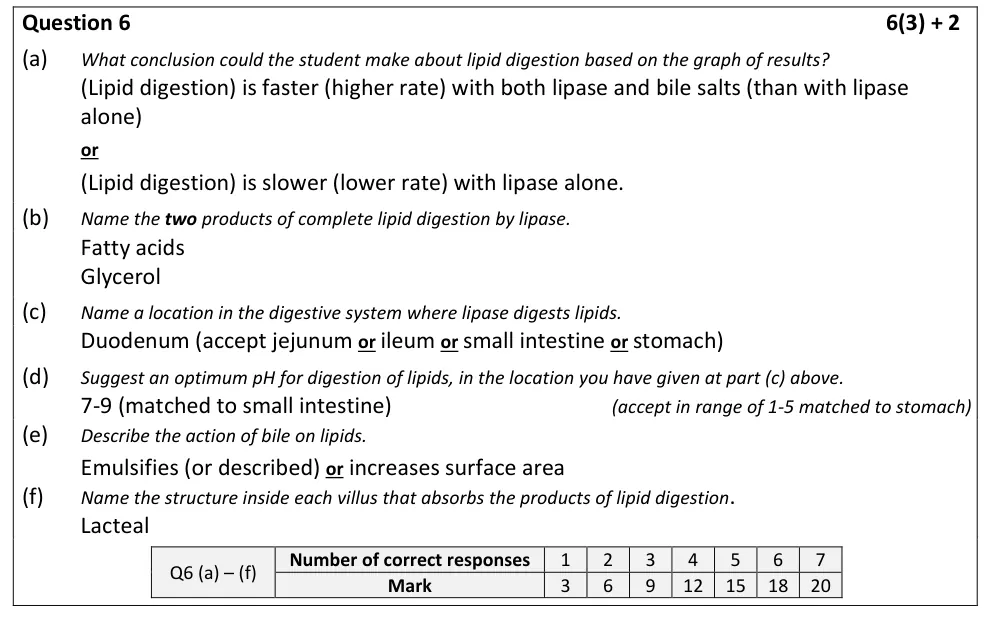 Question 6 6(3) + 2
(a) What conclusion could the student make about lipid digestion based on the graph of results?
(Lipid digestion) is faster (higher rate) with both lipase and bile salts (than with lipase
alone)
or
(Lipid digestion) is slower (lower rate) with lipase alone.
(b) Name the two products of complete lipid digestion by lipase.
Fatty acids
Glycerol
(c) Name a location in the digestive system where lipase digests lipids.
Duodenum (accept jejunum or ileum or small intestine or stomach)
(d) Suggest an optimum pH for digestion of lipids, in the location you have given at part (c) above.
7-9 (matched to small intestine) (accept in range of 1-5 matched to stomach)
(e) Describe the action of bile on lipids.
Emulsifies (or described) or increases surface area
(f) Name the structure inside each villus that absorbs the products of lipid digestion.
Lacteal
Q6 (a) – (f)
Number of correct responses 1 2 3 4 5 6 7
Mark 3 6 9 12 15 18 20